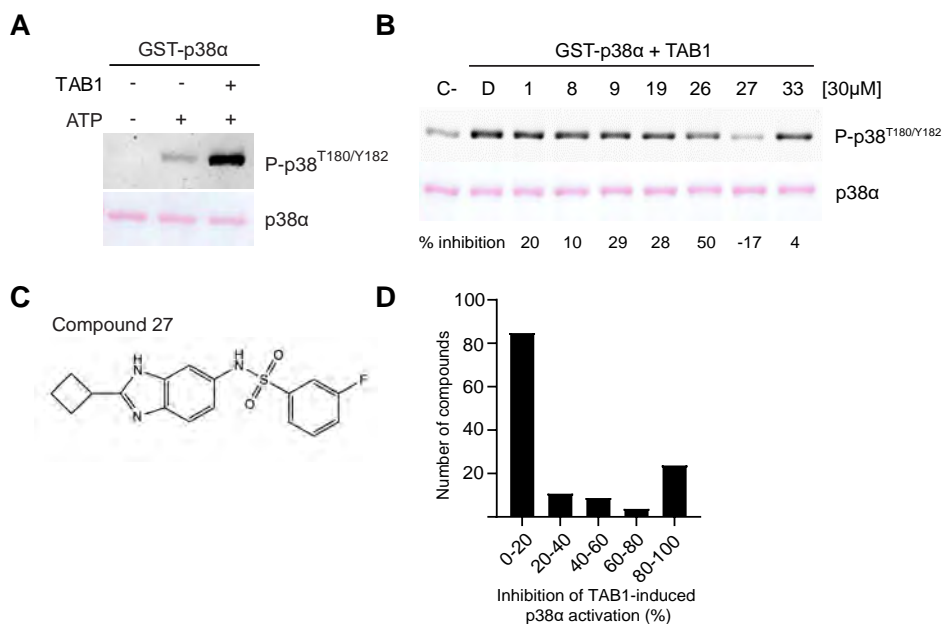 A
GST-p38α
TAB1 - - +
ATP - + +
P-p38T180/Y182
p38α
B
GST-p38α + TAB1
C- D 1 8 9 19 26 27 33 [30μM]
P-p38T180/Y182
p38α
% inhibition 20 10 29 28 50 -17 4
C
Compound 27
H
N
N
H
N
S
O
O
F
D
Number of compounds
100
80
60
40
20
0-20 20-40 40-60 60-80 80-100
Inhibition of TAB1-induced
p38α activation (%)